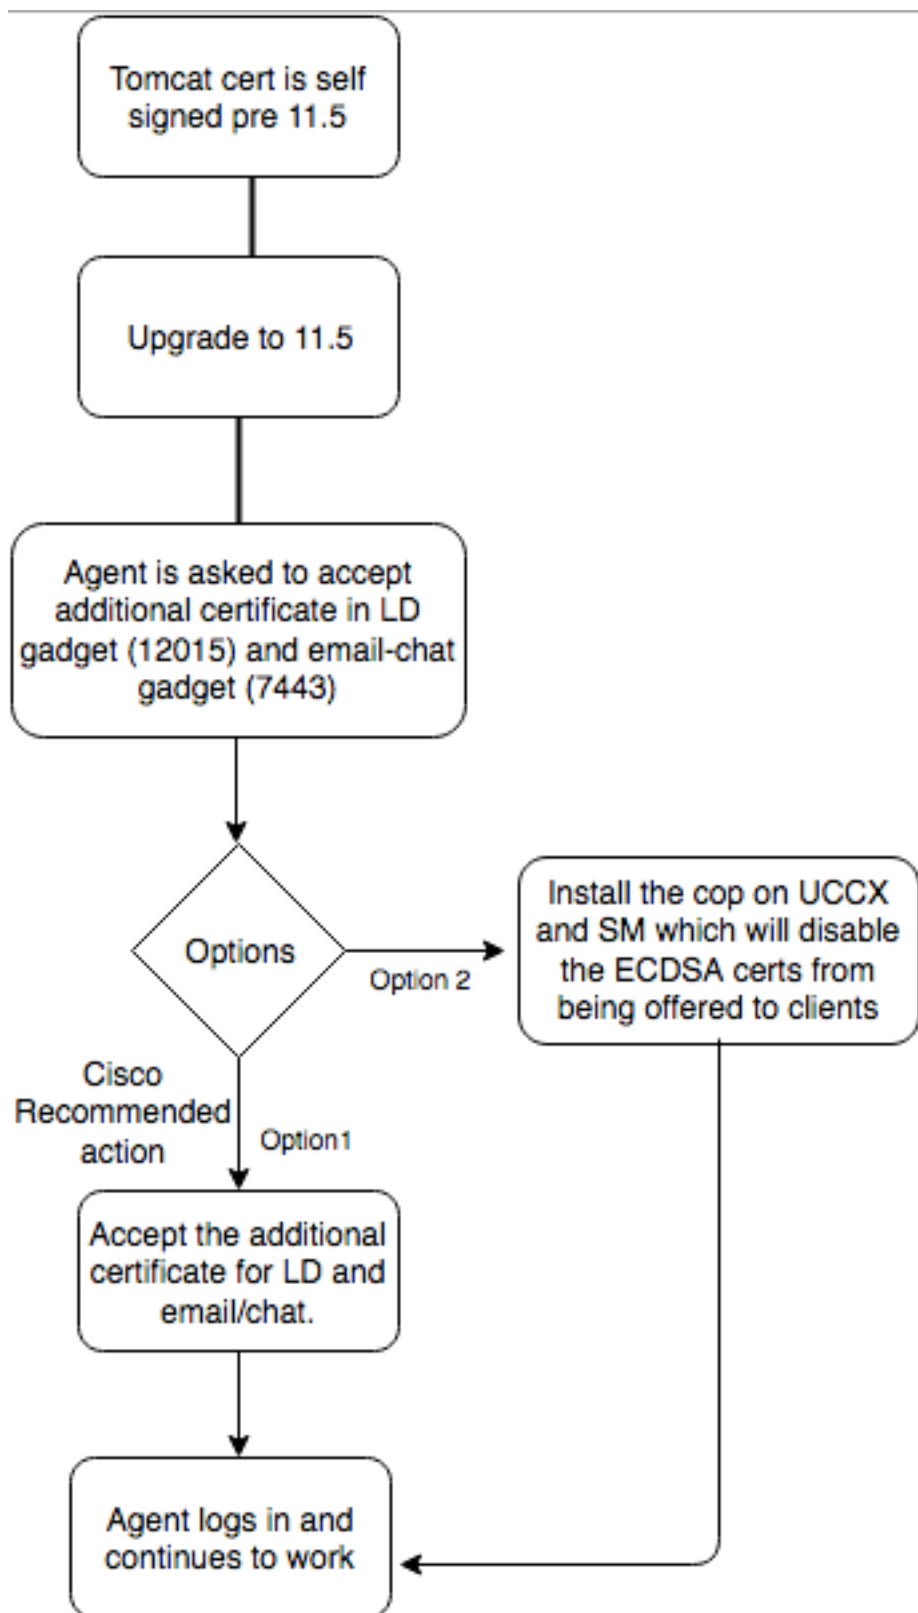 Tomcat cert is self
signed pre 11.5
Upgrade to 11.5
Agent is asked to accept
additional certificate in LD
gadget (12015) and email-chat
gadget (7443)
Options
Option 2
Install the cop on UCCX
and SM which will disable
the ECDSA certs from
being offered to clients
Cisco
Recommended
action
Option1
Accept the additional
certificate for LD and
email/chat.
Agent logs in and
continues to work